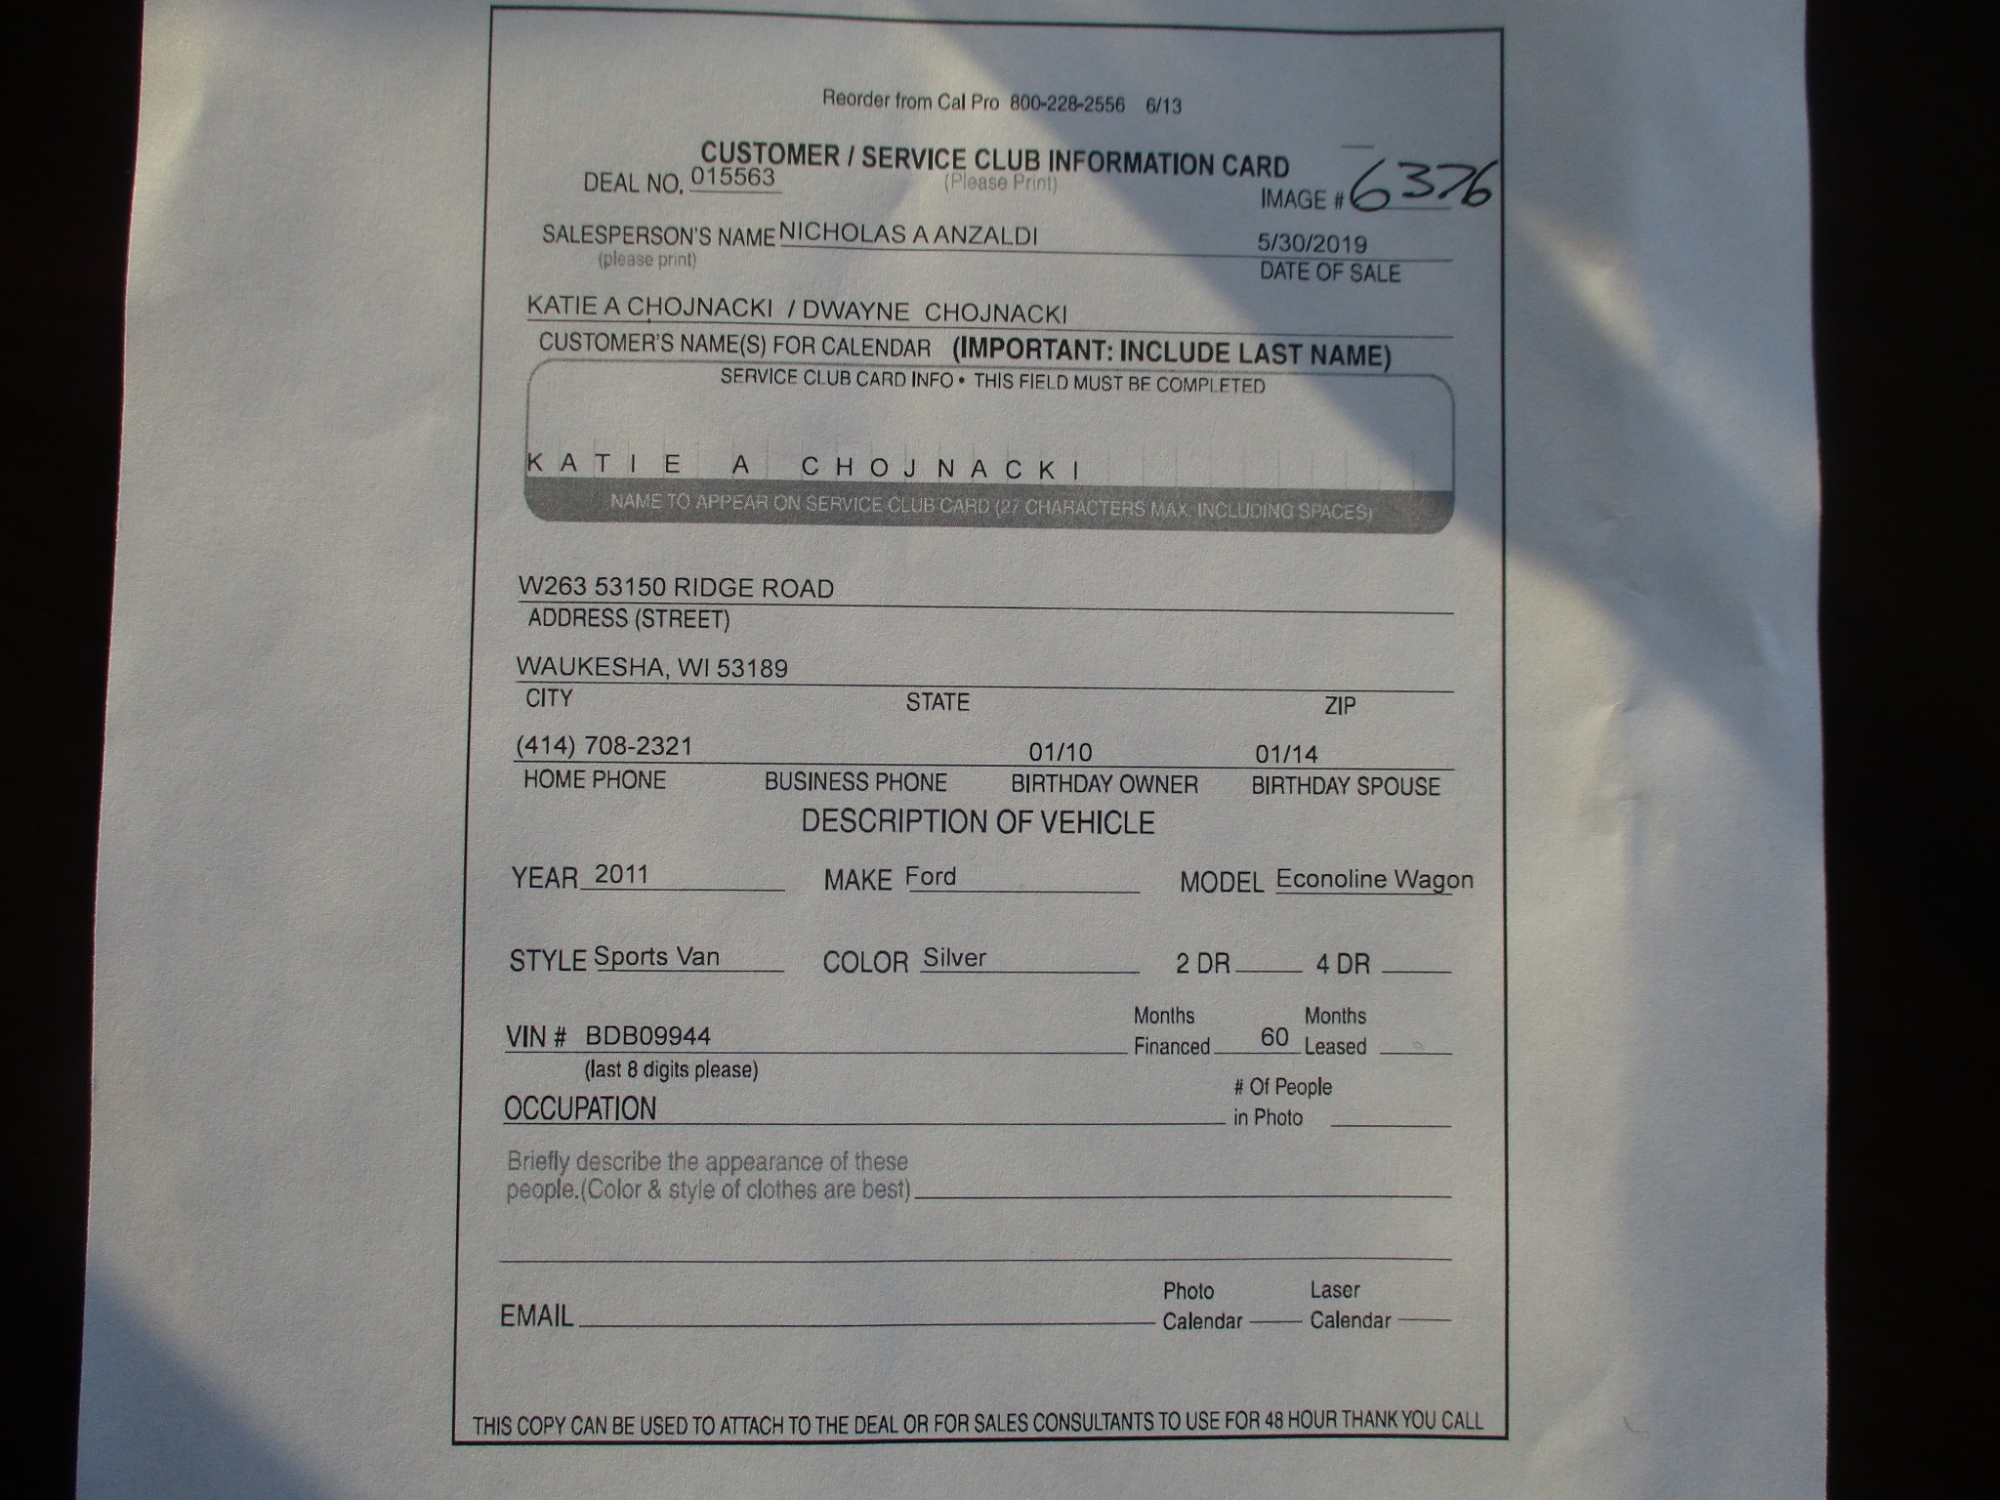 Reorder from Cal Pro 800-228-2556 6/13
CUSTOMER / SERVICE CLUB INFORMATION CARD
DEAL NO. 015563 (Please Print) IMAGE # 6376
SALESPERSON'S NAME NICHOLAS A ANZALDI 5/30/2019
(please print) DATE OF SALE
KATIE A CHOJNACKI / DWAYNE CHOJNACKI
CUSTOMER'S NAME(S) FOR CALENDAR (IMPORTANT: INCLUDE LAST NAME)
SERVICE CLUB CARD INFO • THIS FIELD MUST BE COMPLETED
KATIE A CHOJNACKI
NAME TO APPEAR ON SERVICE CLUB CARD (27 CHARACTERS MAX. INCLUDING SPACES)
W263 53150 RIDGE ROAD
ADDRESS (STREET)
WAUKESHA, WI 53189
CITY STATE ZIP
(414) 708-2321 01/10 01/14
HOME PHONE BUSINESS PHONE BIRTHDAY OWNER BIRTHDAY SPOUSE
DESCRIPTION OF VEHICLE
YEAR 2011 MAKE Ford MODEL Econoline Wagon
STYLE Sports Van COLOR Silver 2 DR 4 DR
Months Months
VIN # BDB09944 Financed 60 Leased
(last 8 digits please)
# Of People
OCCUPATION in Photo
Briefly describe the appearance of these
people.(Color & style of clothes are best)
Photo Laser
EMAIL Calendar Calendar
THIS COPY CAN BE USED TO ATTACH TO THE DEAL OR FOR SALES CONSULTANTS TO USE FOR 48 HOUR THANK YOU CALL